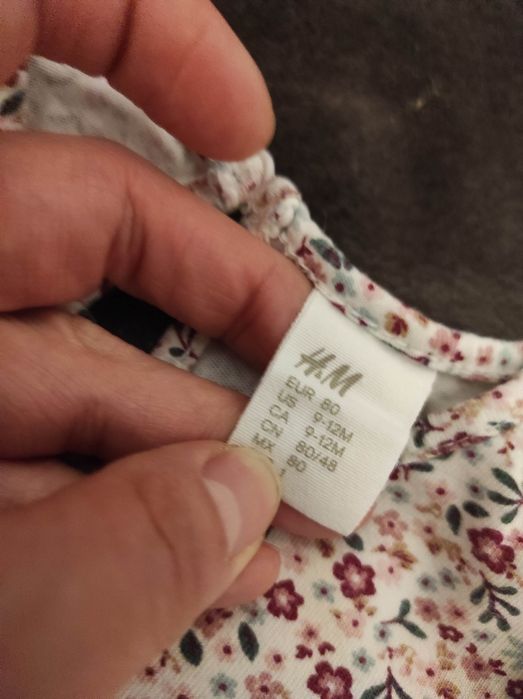 H&M
EUR 80
US 9-12M
CA 9-12M
CN 80/48
MX 80